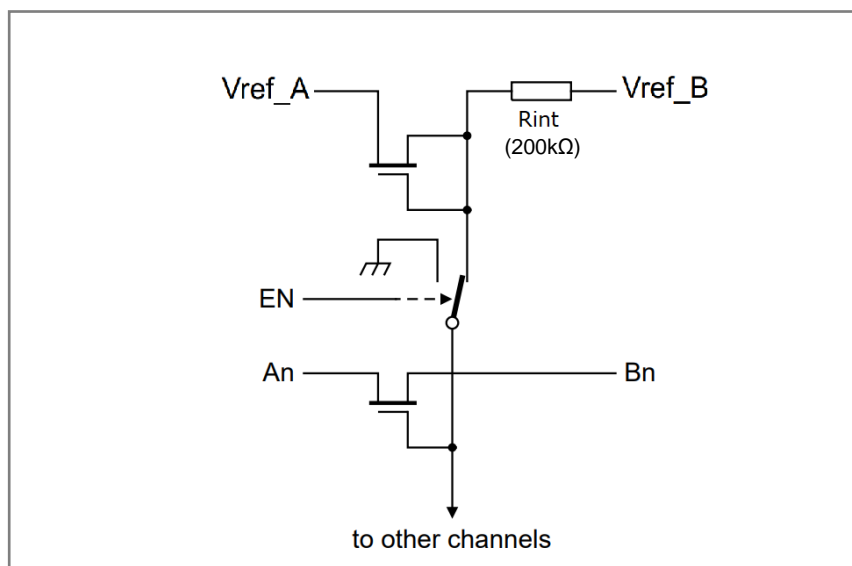 Vref_A
Vref_B
Rint
(200kΩ)
EN
An
Bn
to other channels